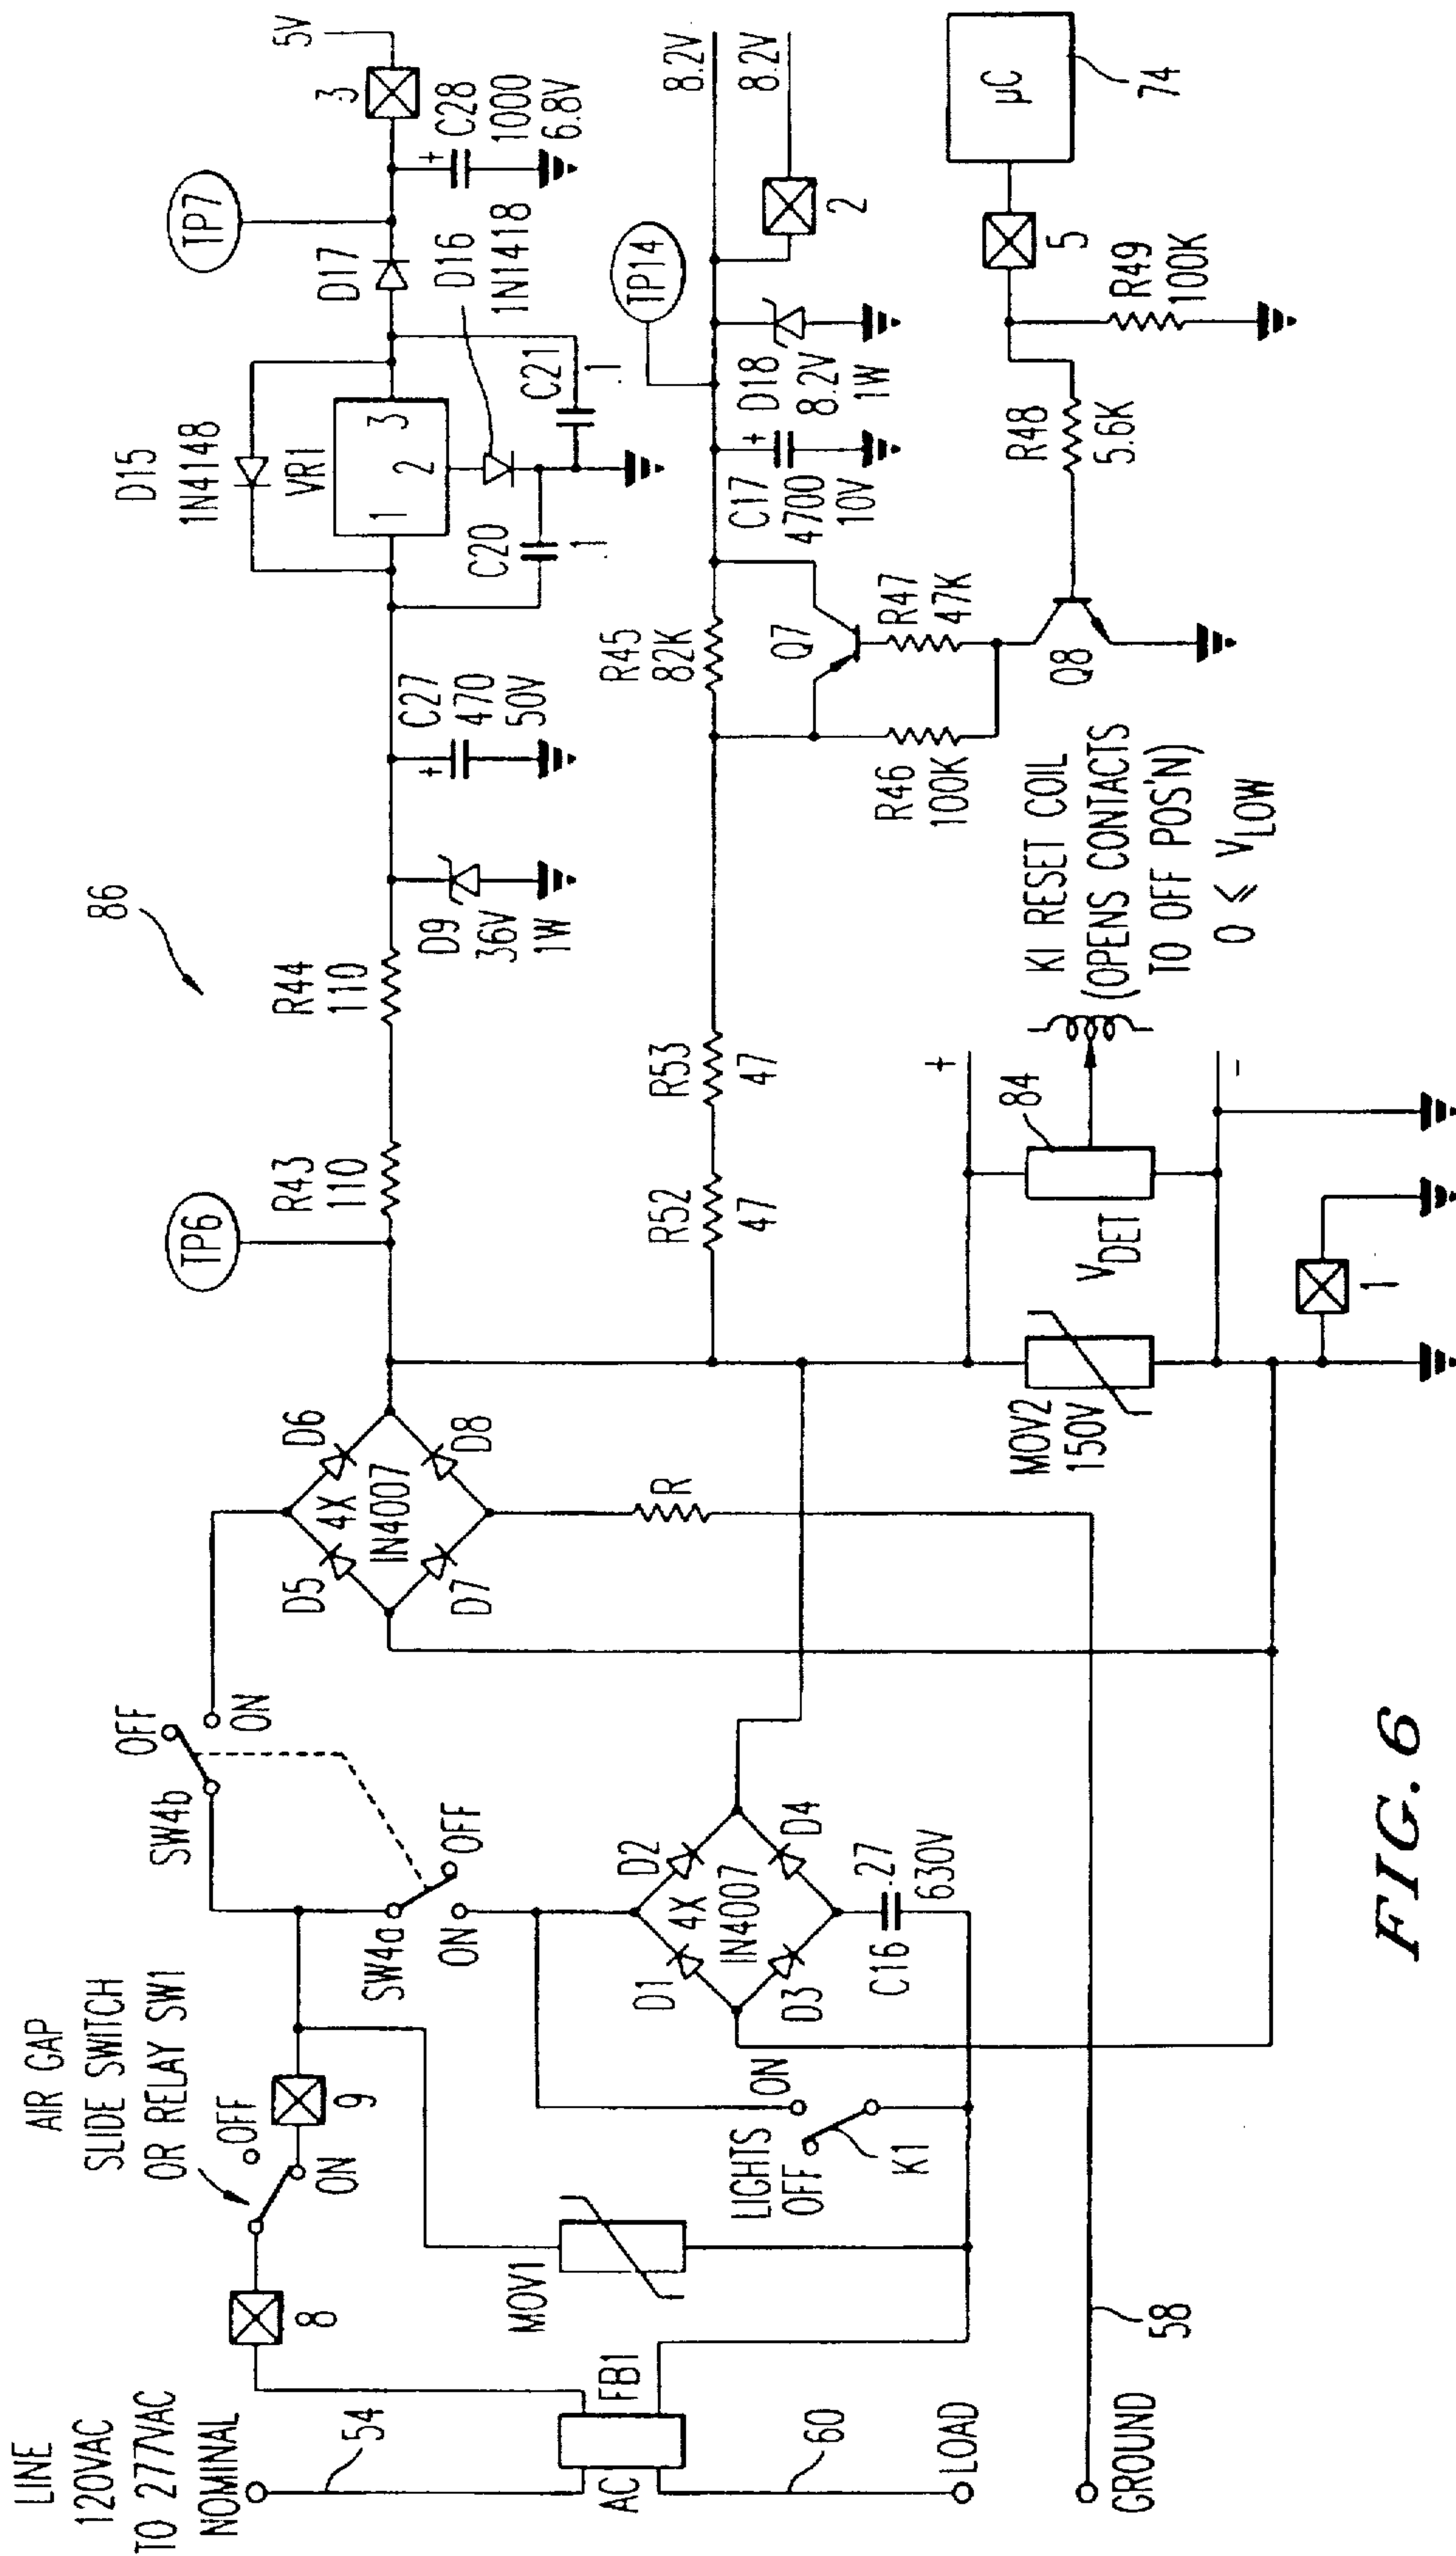 LINE
120VAC
TO 277VAC
NOMINAL
54
AC
FB1
60
LOAD
GROUND
58
8
AIR GAP
SLIDE SWITCH
OR RELAY SW1
OFF
ON
9
MOV1
LIGHTS
OFF
ON
K1
SW4b
OFF
ON
SW4a
ON
OFF
D1
D2
4X
IN4007
D3
D4
C16
.27
630V
D5
D6
4X
IN4007
D7
D8
R
MOV2
150V
1
VDET
84
+
-
K1 RESET COIL
(OPENS CONTACTS
TO OFF POS'N)
0 ≤ VLOW
TP6
R43
110
R44
110
86
D9
36V
1W
+
C27
470
50V
D15
1N4148
VR1
1
2
3
C20
.1
C21
.1
D16
1N1418
D17
TP7
+
C28
1000
6.8V
3
5V
R52
47
R53
47
R45
82K
R46
100K
Q7
R47
47K
Q8
+
C17
4700
10V
D18
8.2V
1W
TP14
2
8.2V
8.2V
R48
5.6K
R49
100K
5
µC
74
FIG. 6